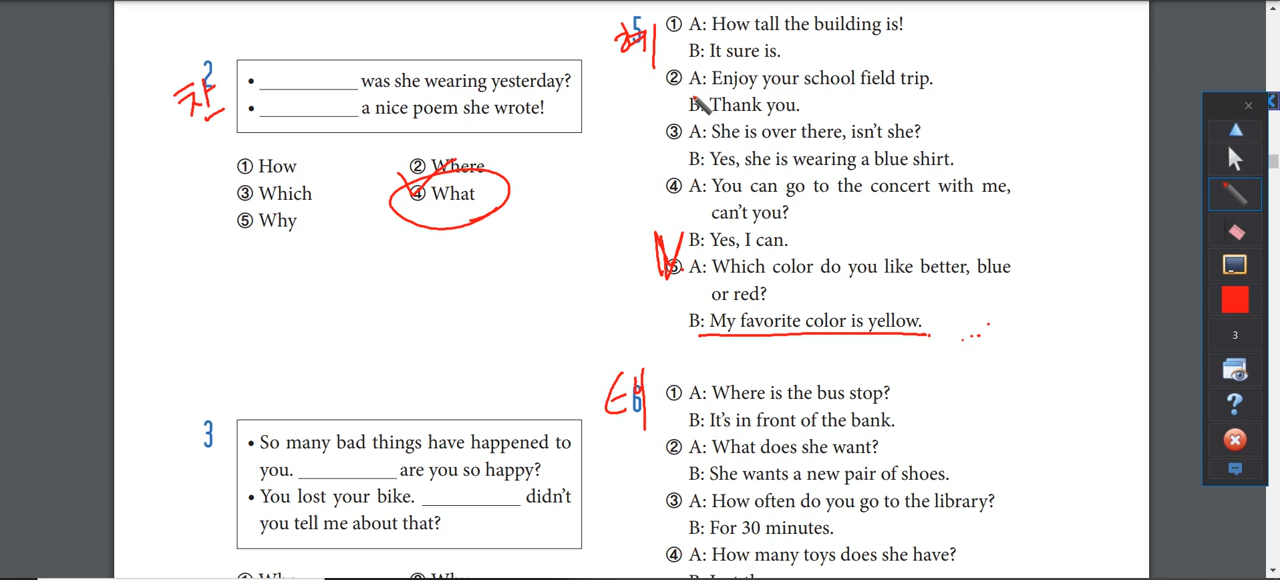 2
• __________ was she wearing yesterday?
• __________ a nice poem she wrote!
① How
② Where
③ Which
④ What
⑤ Why
3
• So many bad things have happened to
you. __________ are you so happy?
• You lost your bike. __________ didn't
you tell me about that?
5
① A: How tall the building is!
B: It sure is.
② A: Enjoy your school field trip.
B: Thank you.
③ A: She is over there, isn't she?
B: Yes, she is wearing a blue shirt.
④ A: You can go to the concert with me,
can't you?
B: Yes, I can.
⑤ A: Which color do you like better, blue
or red?
B: My favorite color is yellow.
6
① A: Where is the bus stop?
B: It's in front of the bank.
② A: What does she want?
B: She wants a new pair of shoes.
③ A: How often do you go to the library?
B: For 30 minutes.
④ A: How many toys does she have?
3